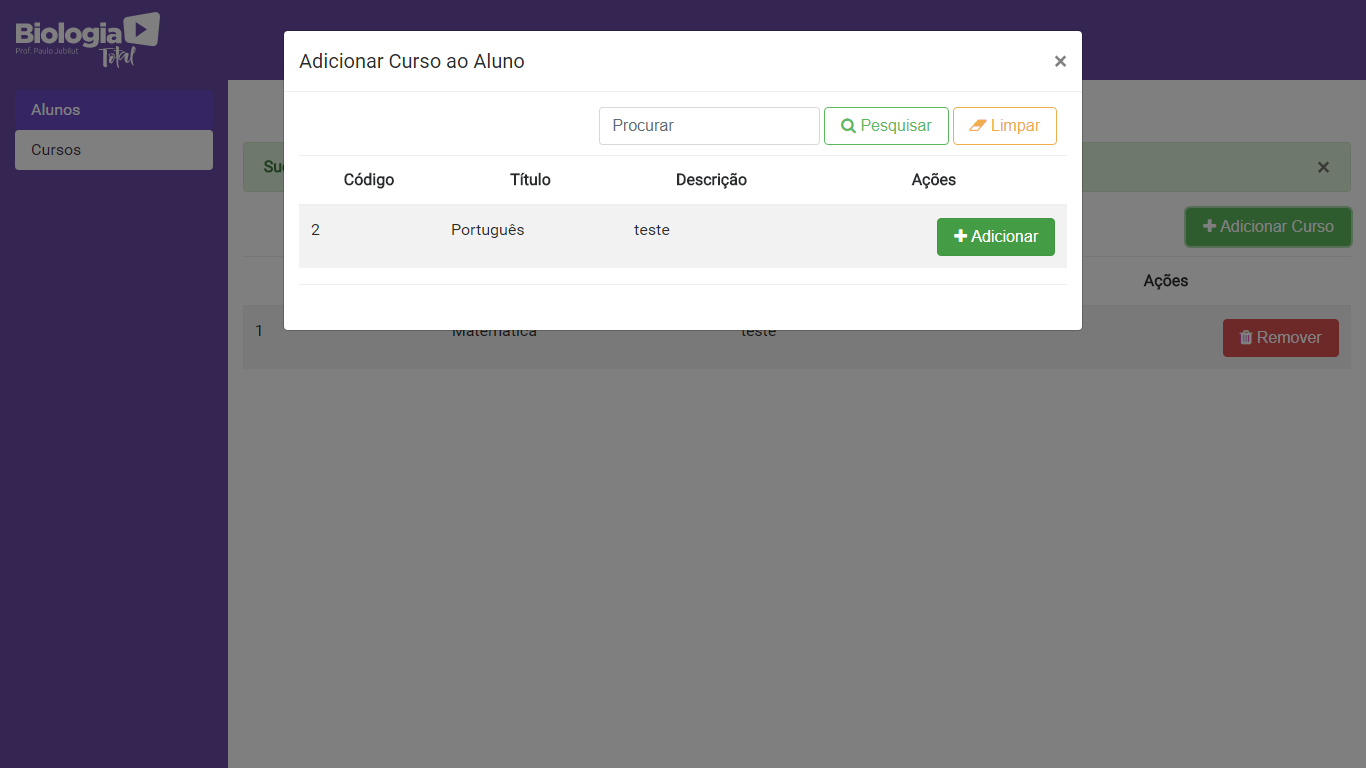 Biologia
Prof. Paulo Jubilut
Total
Alunos
Cursos
Adicionar Curso ao Aluno
×
Procurar
Pesquisar
Limpar
Código Título Descrição Ações
2 Português teste Adicionar
×
Adicionar Curso
Ações
1 Matemática teste Remover